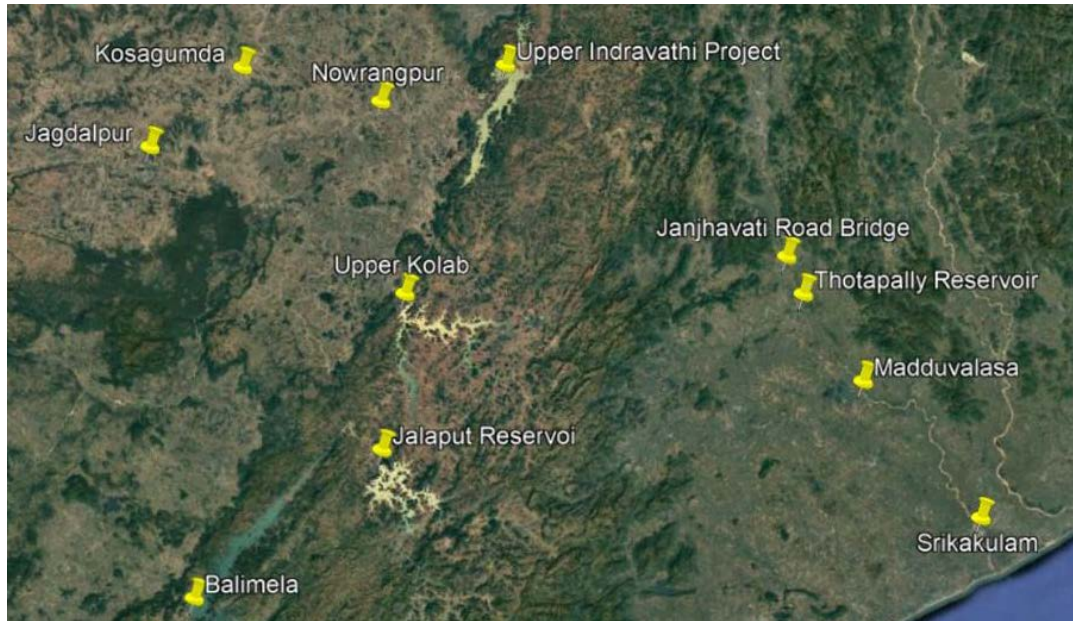 Kosagumda
Upper Indravathi Project
Nowrangpur
Jagdalpur
Janjhavati Road Bridge
Upper Kolab
Thotapally Reservoir
Madduvalasa
Jalaput Reservoi
Srikakulam
Balimela